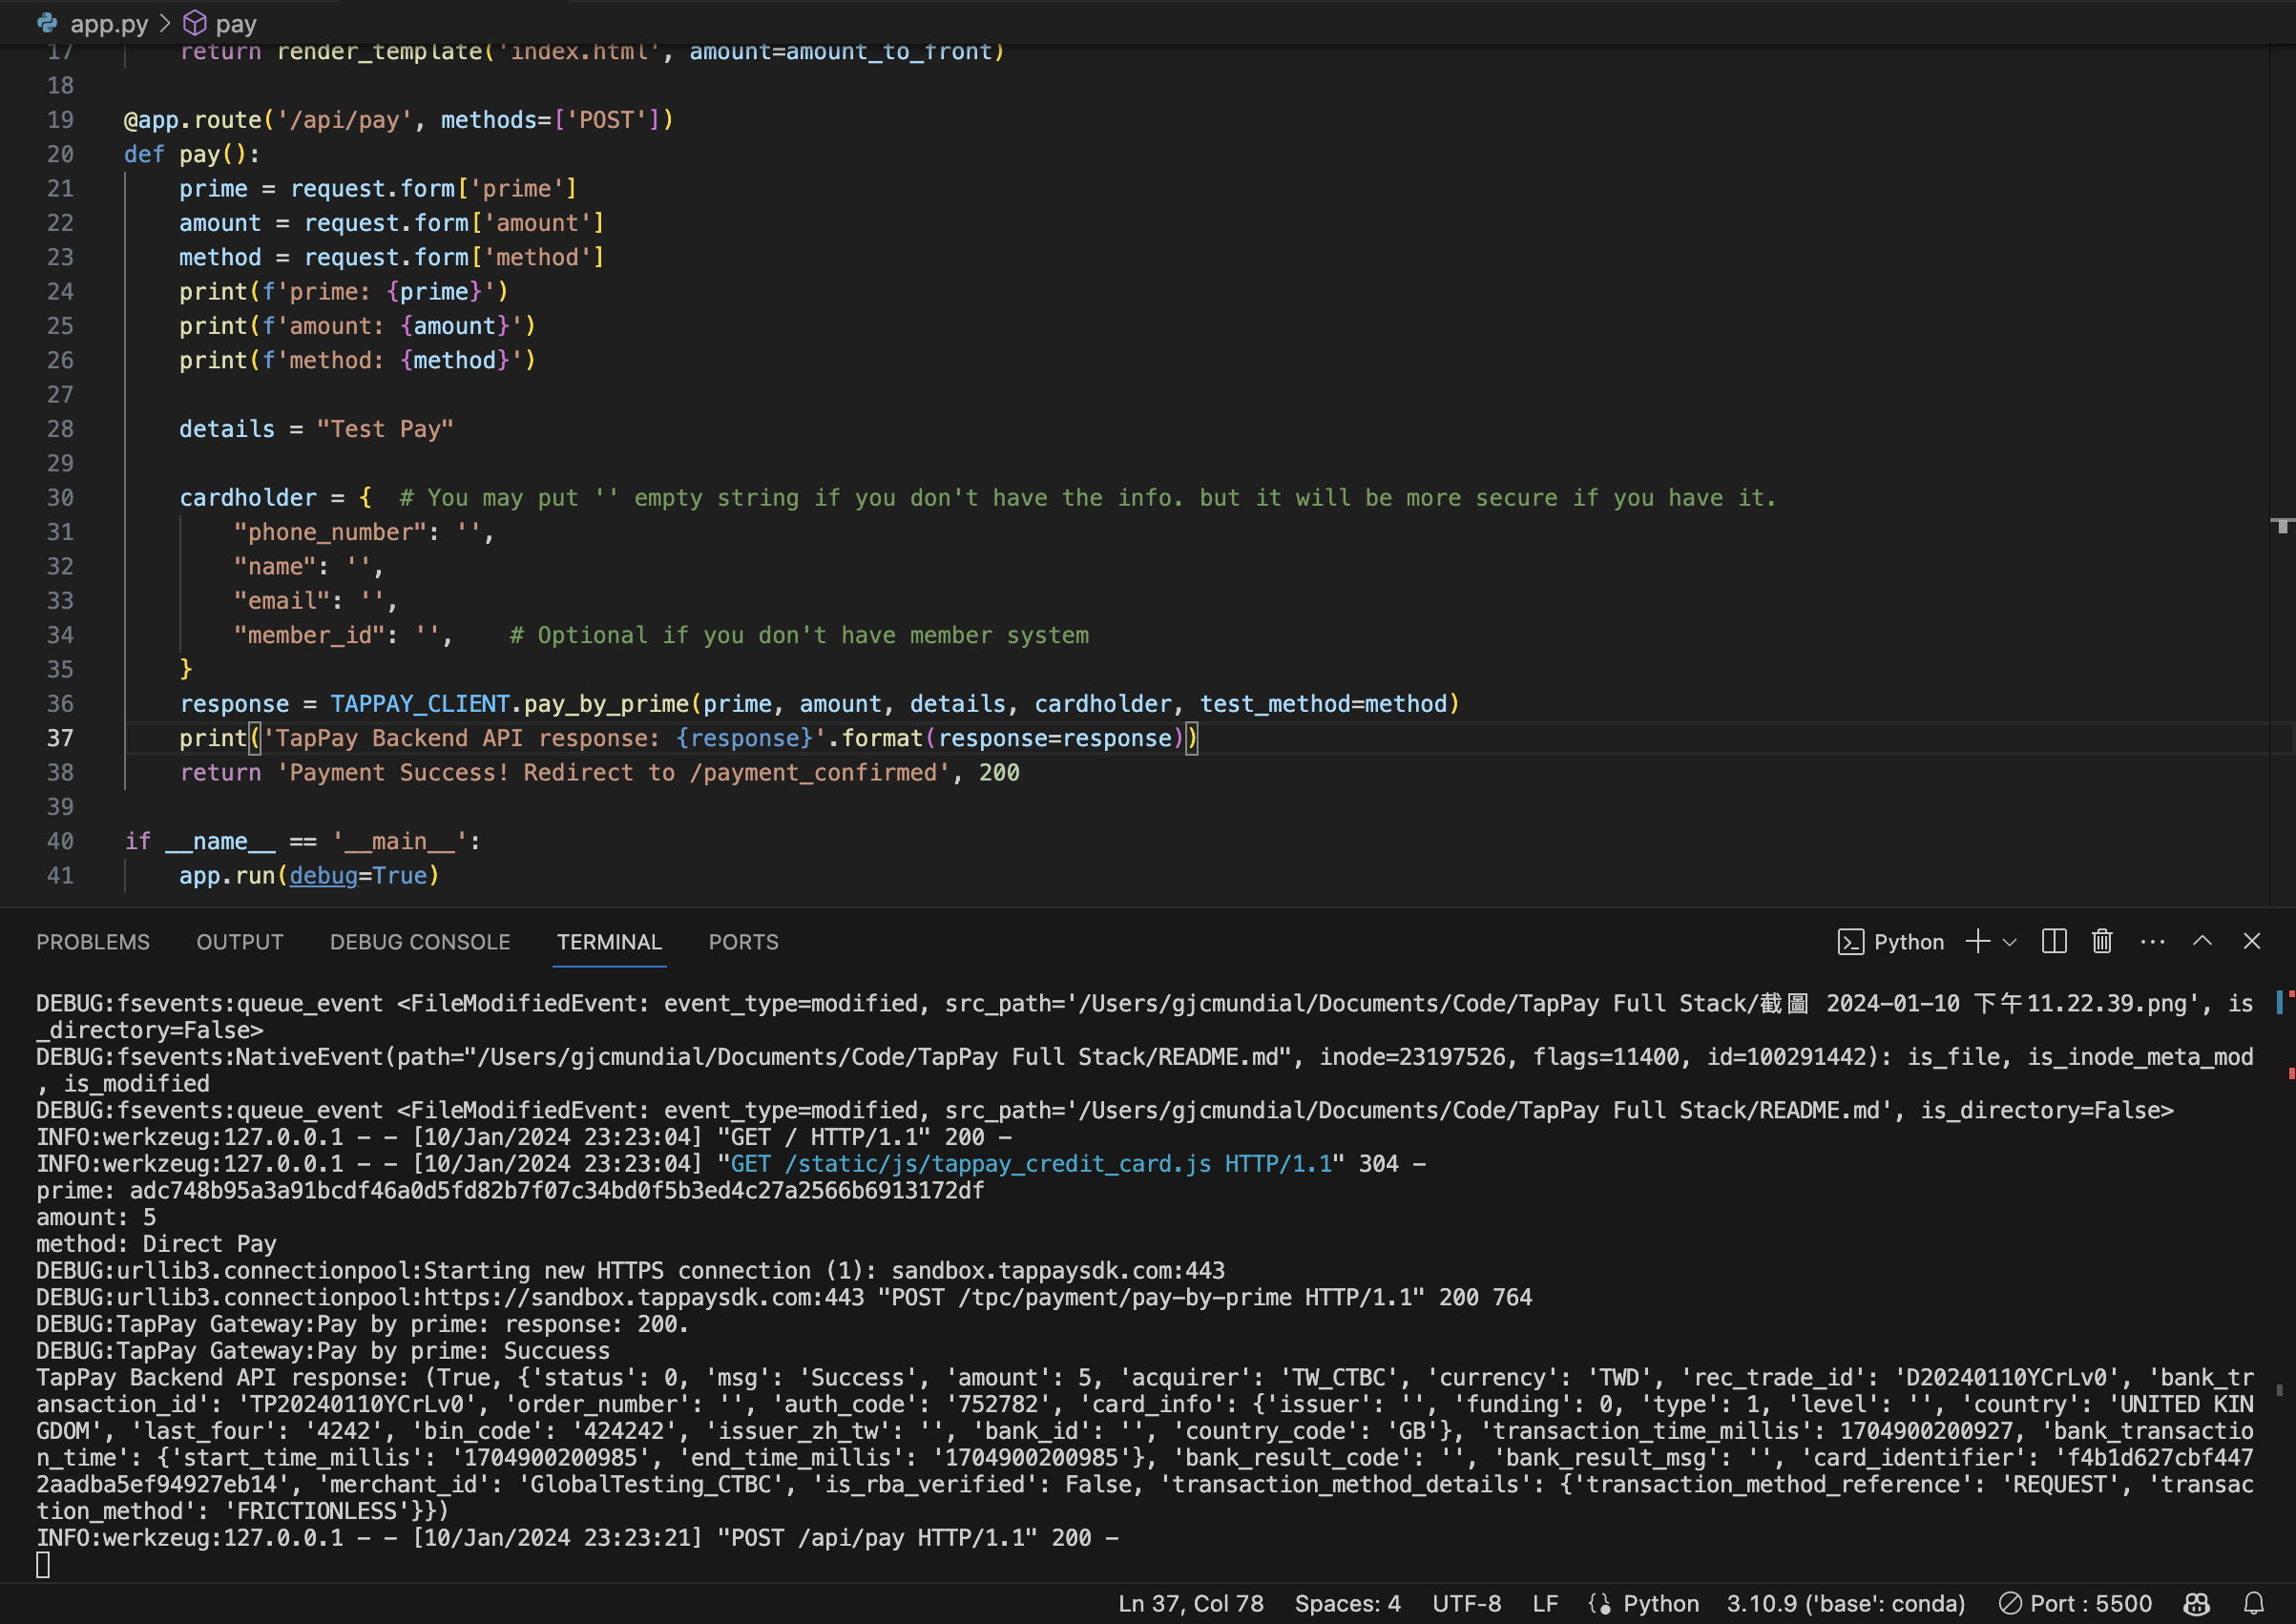 app.py > pay
17 return render_template('index.html', amount=amount_to_front)
18
19 @app.route('/api/pay', methods=['POST'])
20 def pay():
21 prime = request.form['prime']
22 amount = request.form['amount']
23 method = request.form['method']
24 print(f'prime: {prime}')
25 print(f'amount: {amount}')
26 print(f'method: {method}')
27
28 details = "Test Pay"
29
30 cardholder = { # You may put '' empty string if you don't have the info. but it will be more secure if you have it.
31 "phone_number": '',
32 "name": '',
33 "email": '',
34 "member_id": '', # Optional if you don't have member system
35 }
36 response = TAPPAY_CLIENT.pay_by_prime(prime, amount, details, cardholder, test_method=method)
37 print('TapPay Backend API response: {response}'.format(response=response))
38 return 'Payment Success! Redirect to /payment_confirmed', 200
39
40 if __name__ == '__main__':
41 app.run(debug=True)
PROBLEMS OUTPUT DEBUG CONSOLE TERMINAL PORTS Python
DEBUG:fsevents:queue_event <FileModifiedEvent: event_type=modified, src_path='/Users/gjcmundial/Documents/Code/TapPay Full Stack/截圖 2024-01-10 下午11.22.39.png', is
_directory=False>
DEBUG:fsevents:NativeEvent(path="/Users/gjcmundial/Documents/Code/TapPay Full Stack/README.md", inode=23197526, flags=11400, id=100291442): is_file, is_inode_meta_mod
, is_modified
DEBUG:fsevents:queue_event <FileModifiedEvent: event_type=modified, src_path='/Users/gjcmundial/Documents/Code/TapPay Full Stack/README.md', is_directory=False>
INFO:werkzeug:127.0.0.1 - - [10/Jan/2024 23:23:04] "GET / HTTP/1.1" 200 -
INFO:werkzeug:127.0.0.1 - - [10/Jan/2024 23:23:04] "GET /static/js/tappay_credit_card.js HTTP/1.1" 304 -
prime: adc748b95a3a91bcdf46a0d5fd82b7f07c34bd0f5b3ed4c27a2566b6913172df
amount: 5
method: Direct Pay
DEBUG:urllib3.connectionpool:Starting new HTTPS connection (1): sandbox.tappaysdk.com:443
DEBUG:urllib3.connectionpool:https://sandbox.tappaysdk.com:443 "POST /tpc/payment/pay-by-prime HTTP/1.1" 200 764
DEBUG:TapPay Gateway:Pay by prime: response: 200.
DEBUG:TapPay Gateway:Pay by prime: Succuess
TapPay Backend API response: (True, {'status': 0, 'msg': 'Success', 'amount': 5, 'acquirer': 'TW_CTBC', 'currency': 'TWD', 'rec_trade_id': 'D20240110YCrLv0', 'bank_tr
ansaction_id': 'TP20240110YCrLv0', 'order_number': '', 'auth_code': '752782', 'card_info': {'issuer': '', 'funding': 0, 'type': 1, 'level': '', 'country': 'UNITED KIN
GDOM', 'last_four': '4242', 'bin_code': '424242', 'issuer_zh_tw': '', 'bank_id': '', 'country_code': 'GB'}, 'transaction_time_millis': 1704900200927, 'bank_transactio
n_time': {'start_time_millis': '1704900200985', 'end_time_millis': '1704900200985'}, 'bank_result_code': '', 'bank_result_msg': '', 'card_identifier': 'f4b1d627cbf447
2aadba5ef94927eb14', 'merchant_id': 'GlobalTesting_CTBC', 'is_rba_verified': False, 'transaction_method_details': {'transaction_method_reference': 'REQUEST', 'transac
tion_method': 'FRICTIONLESS'}})
INFO:werkzeug:127.0.0.1 - - [10/Jan/2024 23:23:21] "POST /api/pay HTTP/1.1" 200 -
Ln 37, Col 78 Spaces: 4 UTF-8 LF Python 3.10.9 ('base': conda) Port : 5500